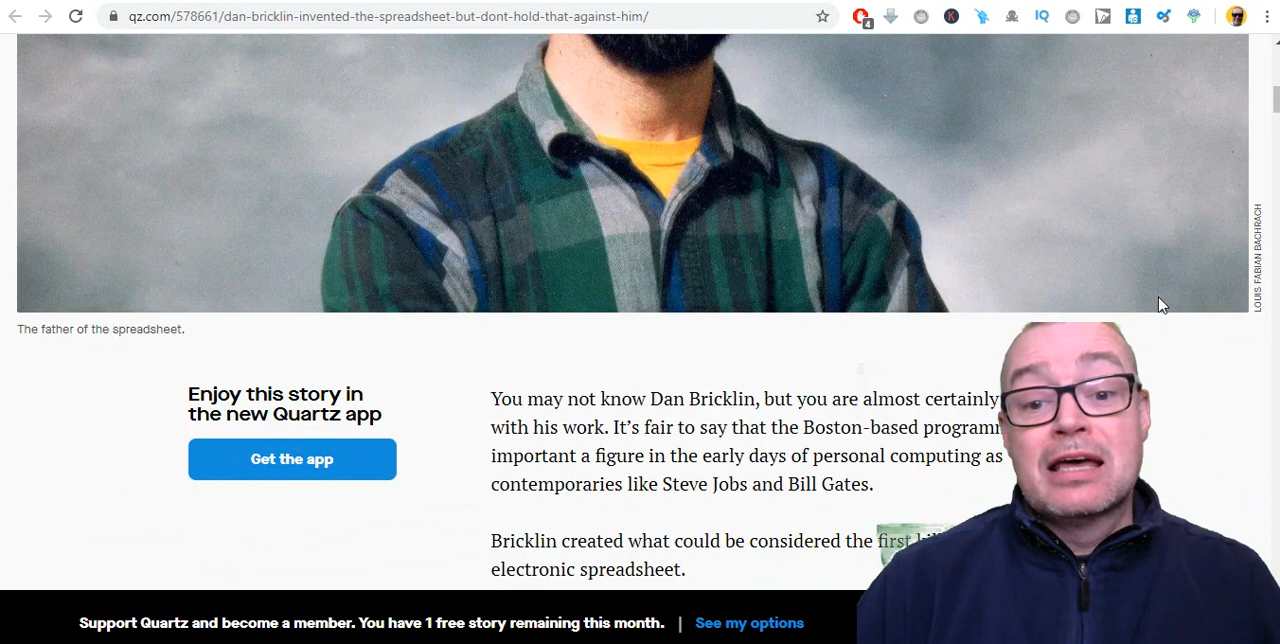 qz.com/578661/dan-bricklin-invented-the-spreadsheet-but-dont-hold-that-against-him/
4
K
IQ
LOUIS FABIAN BACHRACH
The father of the spreadsheet.
Enjoy this story in
the new Quartz app
Get the app
You may not know Dan Bricklin, but you are almost certainly
with his work. It's fair to say that the Boston-based
important a figure in the early days of personal computing as
contemporaries like Steve Jobs and Bill Gates.
Bricklin created what could be considered the first
electronic spreadsheet.
Support Quartz and become a member. You have 1 free story remaining this month. | See my options